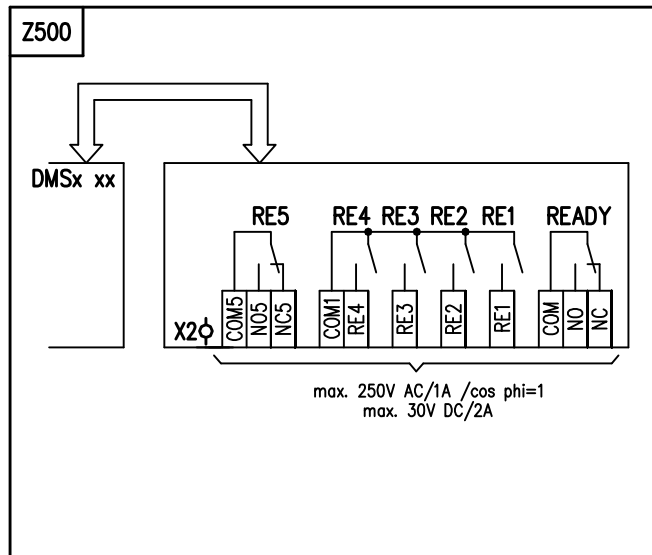 Z500
DMSx xx
RE5 RE4 RE3 RE2 RE1 READY
X2 COM5 NO5 NC5 COM1 RE4 RE3 RE2 RE1 COM NO NC
max. 250V AC/1A /cos phi=1
max. 30V DC/2A